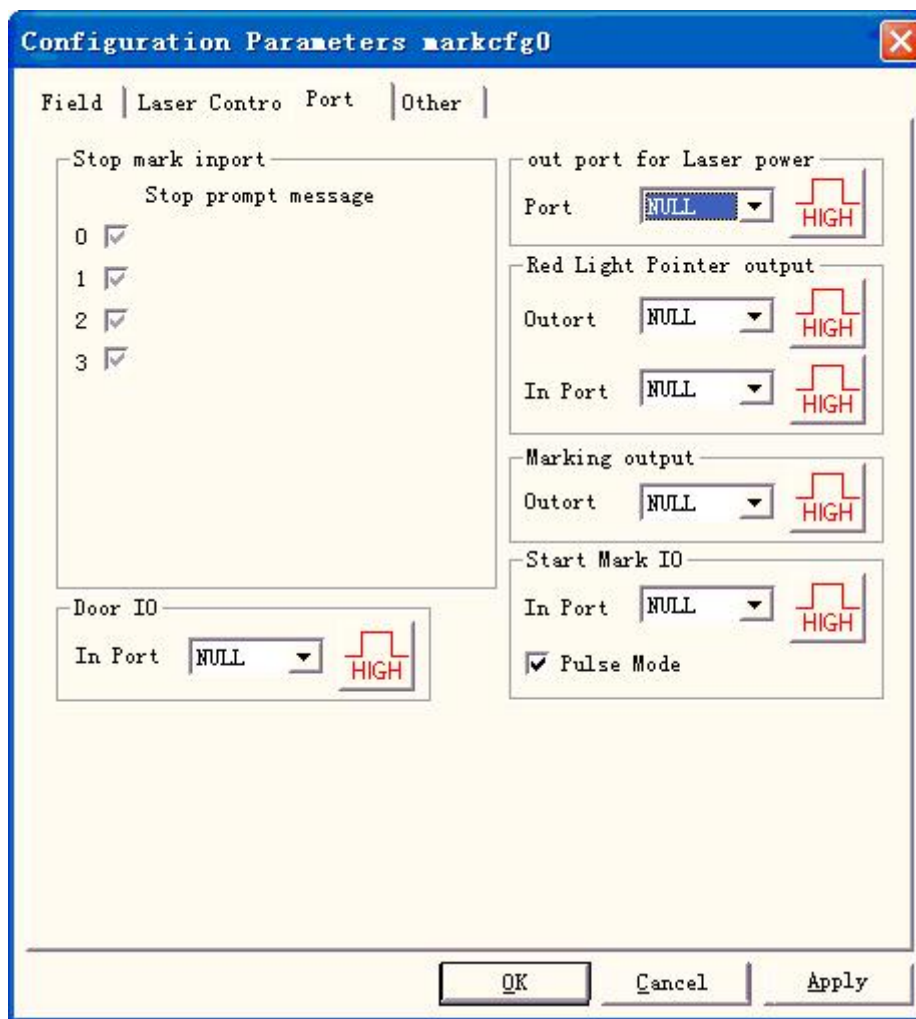 Configuration Parameters markcfg0
Field Laser Contro Port Other
Stop mark inport
Stop prompt message
0
1
2
3
Door IO
In Port NULL HIGH
out port for Laser power
Port NULL HIGH
Red Light Pointer output
Outort NULL HIGH
In Port NULL HIGH
Marking output
Outort NULL HIGH
Start Mark IO
In Port NULL HIGH
Pulse Mode
OK Cancel Apply